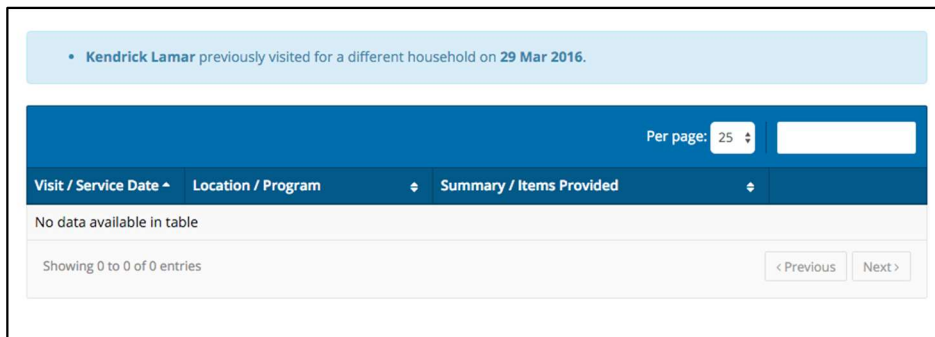 Kendrick Lamar previously visited for a different household on 29 Mar 2016.
Per page: 25
Visit / Service Date Location / Program Summary / Items Provided
No data available in table
Showing 0 to 0 of 0 entries
‹ Previous Next ›